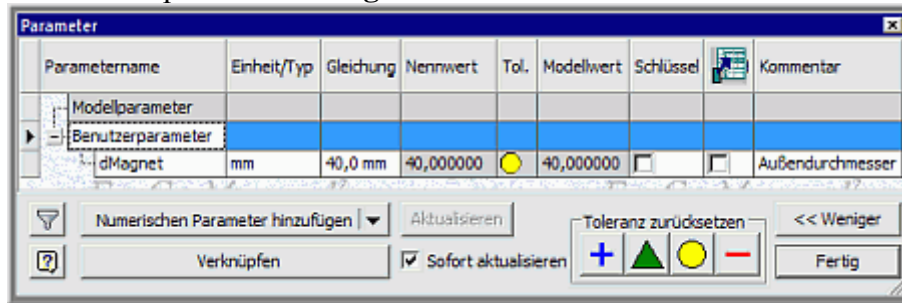 Parameter
Parametername Einheit/Typ Gleichung Nennwert Tol. Modellwert Schlüssel Kommentar
Modellparameter
Benutzerparameter
dMagnet mm 40,0 mm 40,000000 40,000000 Außendurchmesser
Numerischen Parameter hinzufügen Aktualisieren Toleranz zurücksetzen << Weniger
Verknüpfen Sofort aktualisieren Fertig